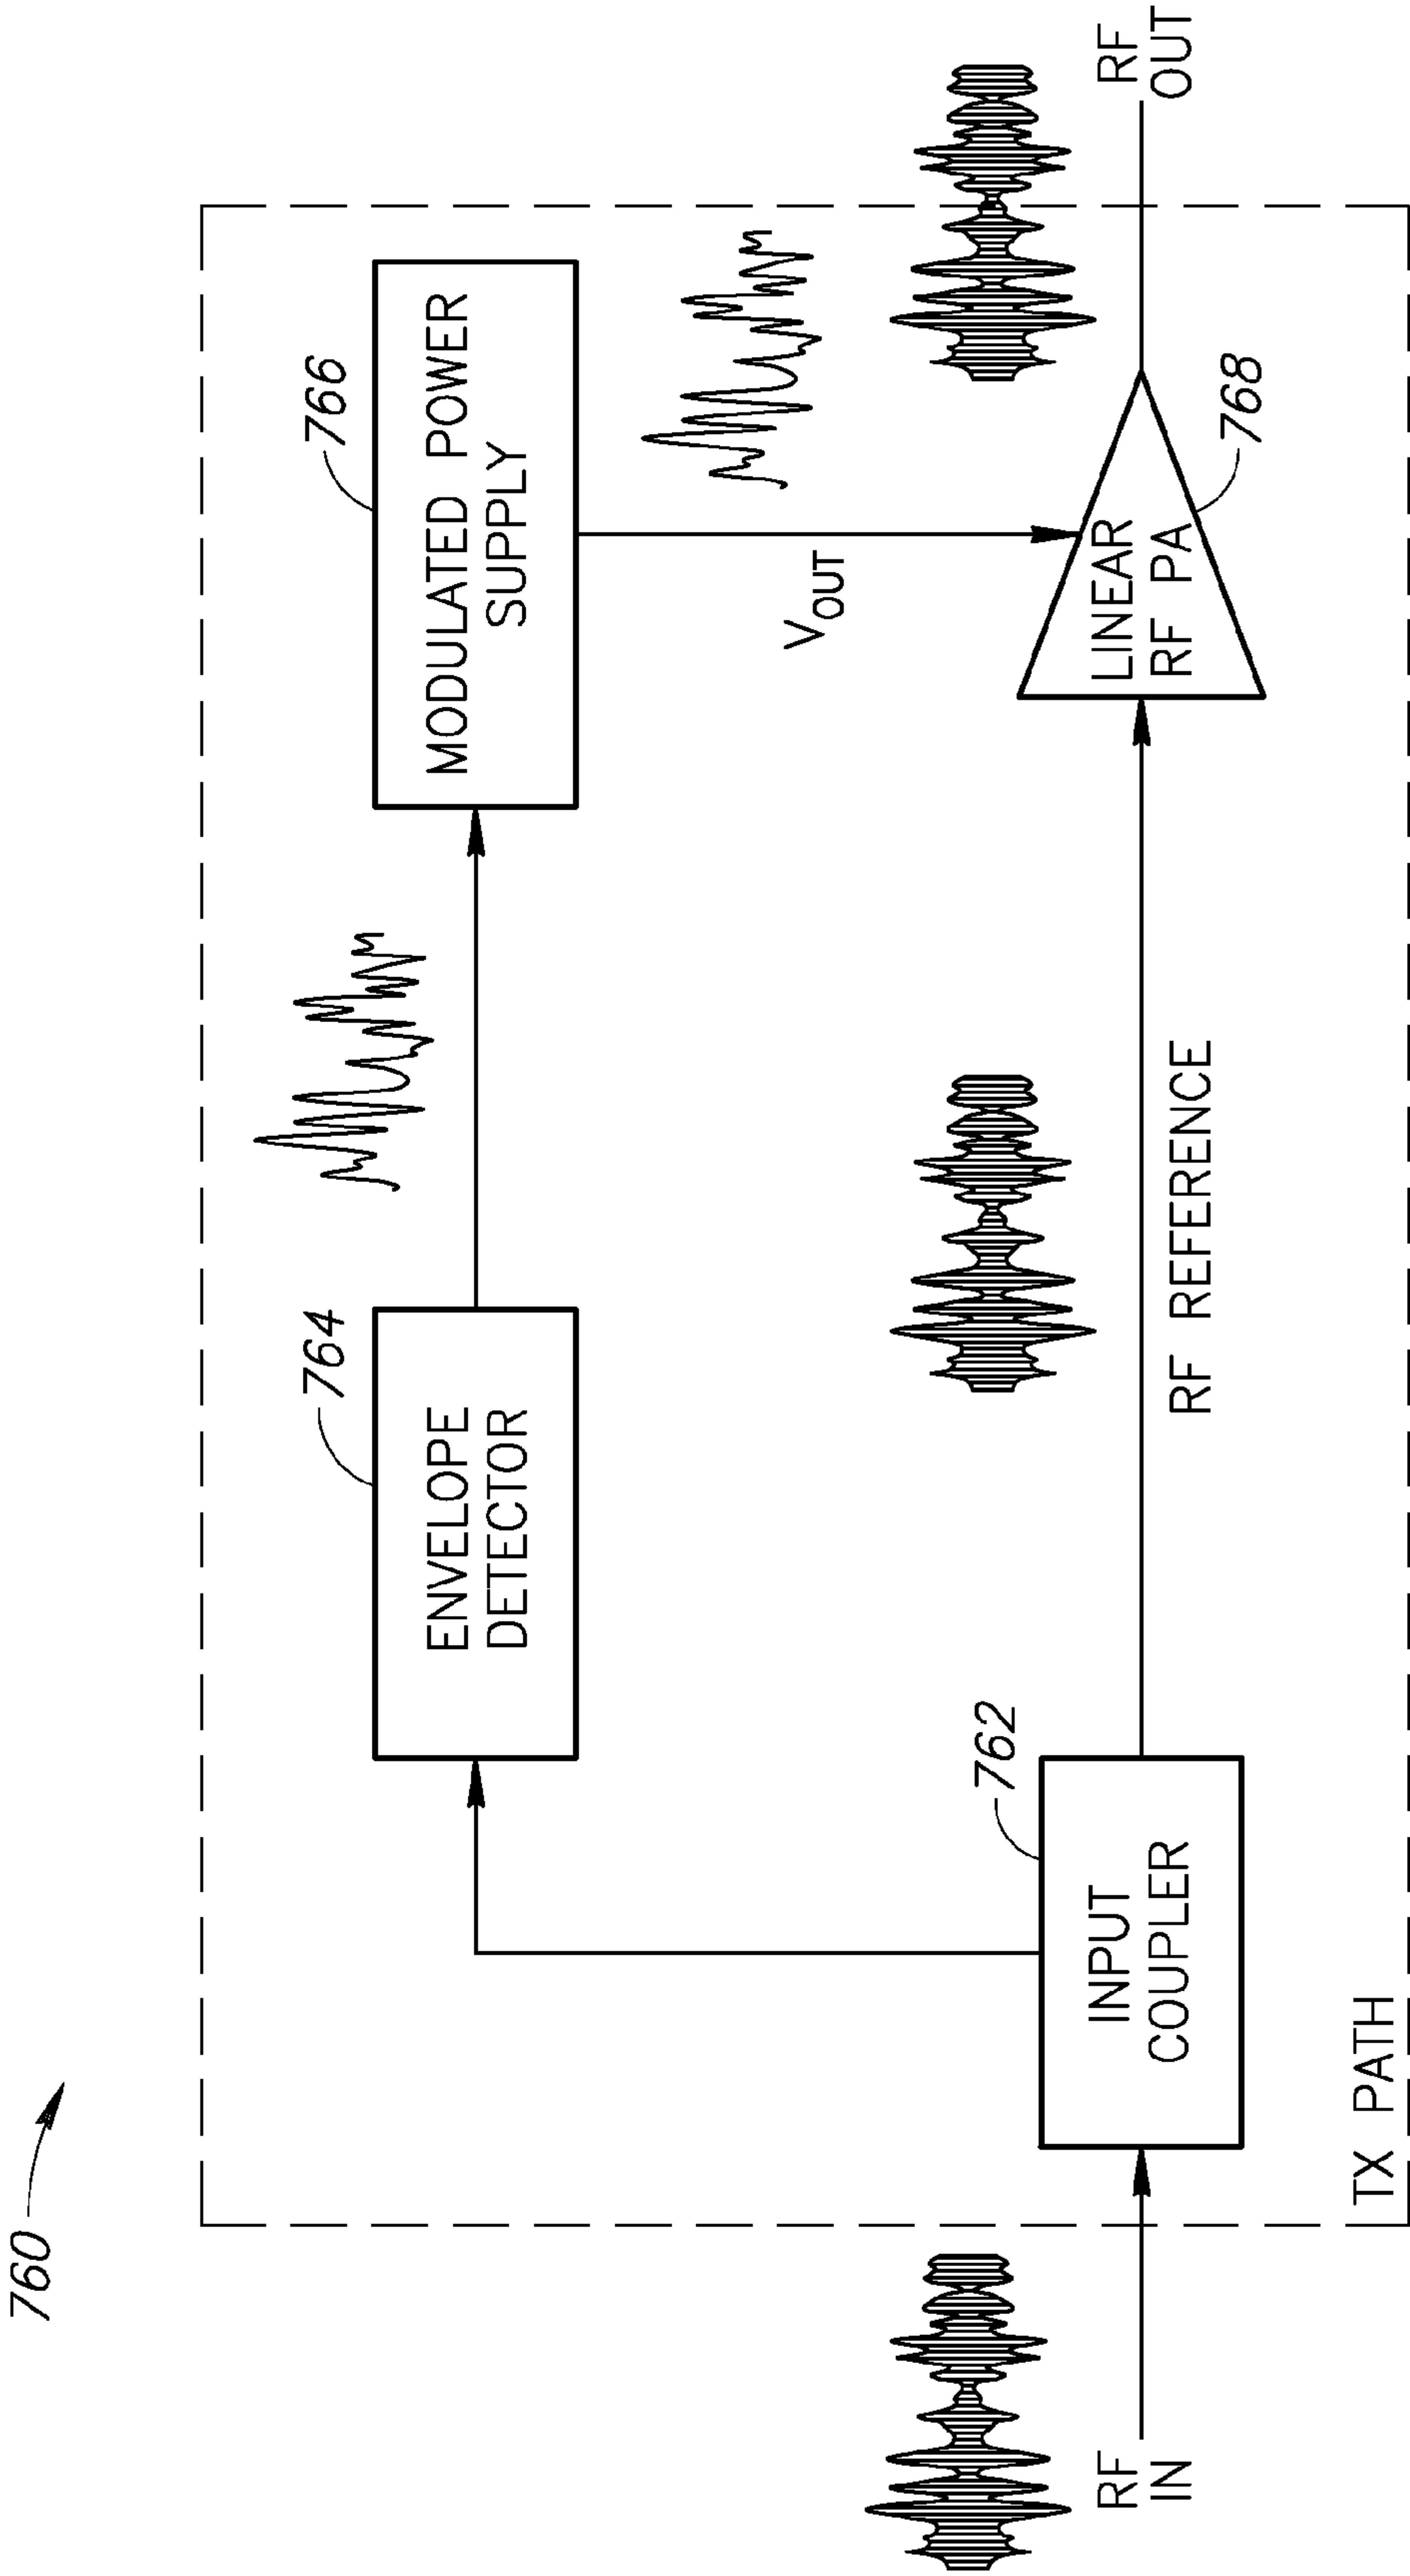 760
766
MODULATED POWER
SUPPLY
764
ENVELOPE
DETECTOR
V OUT
762
INPUT
COUPLER
RF REFERENCE
LINEAR
RF PA
768
RF
IN
RF
OUT
TX PATH